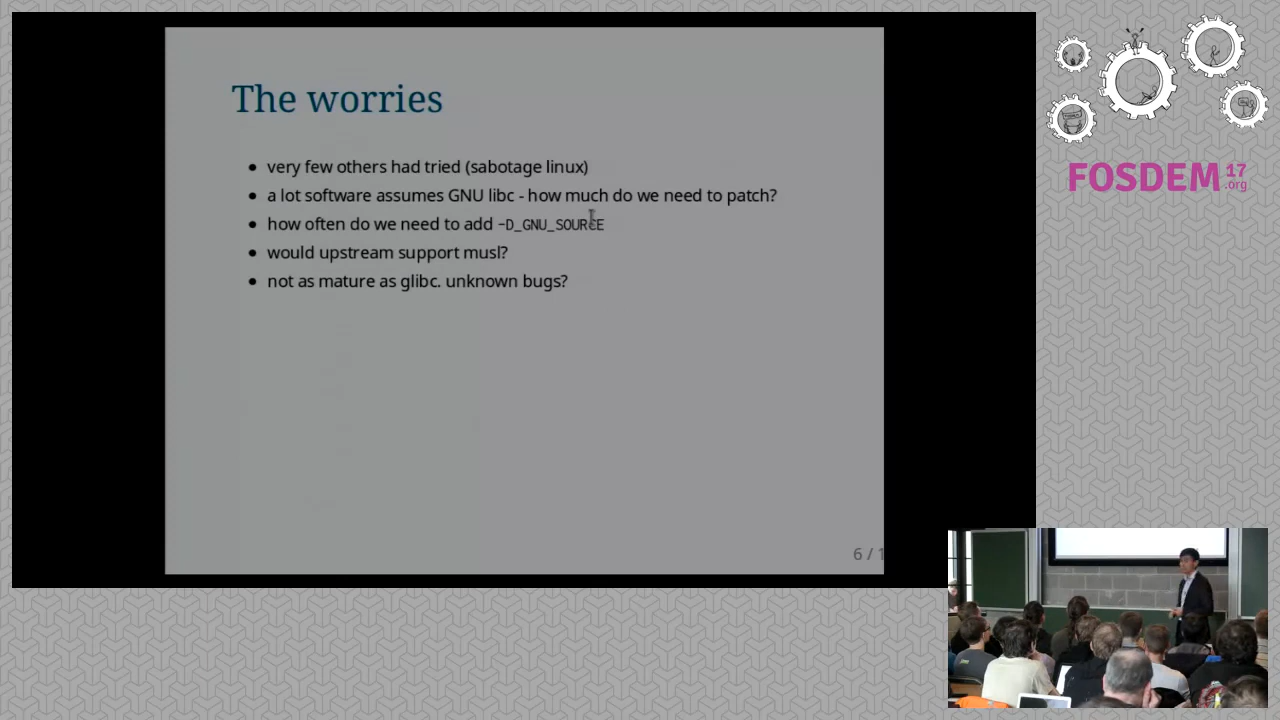 The worries
very few others had tried (sabotage linux)
a lot software assumes GNU libc - how much do we need to patch?
how often do we need to add -D_GNU_SOURCE
would upstream support musl?
not as mature as glibc. unknown bugs?
6 / 1
FOSDEM 17
.org